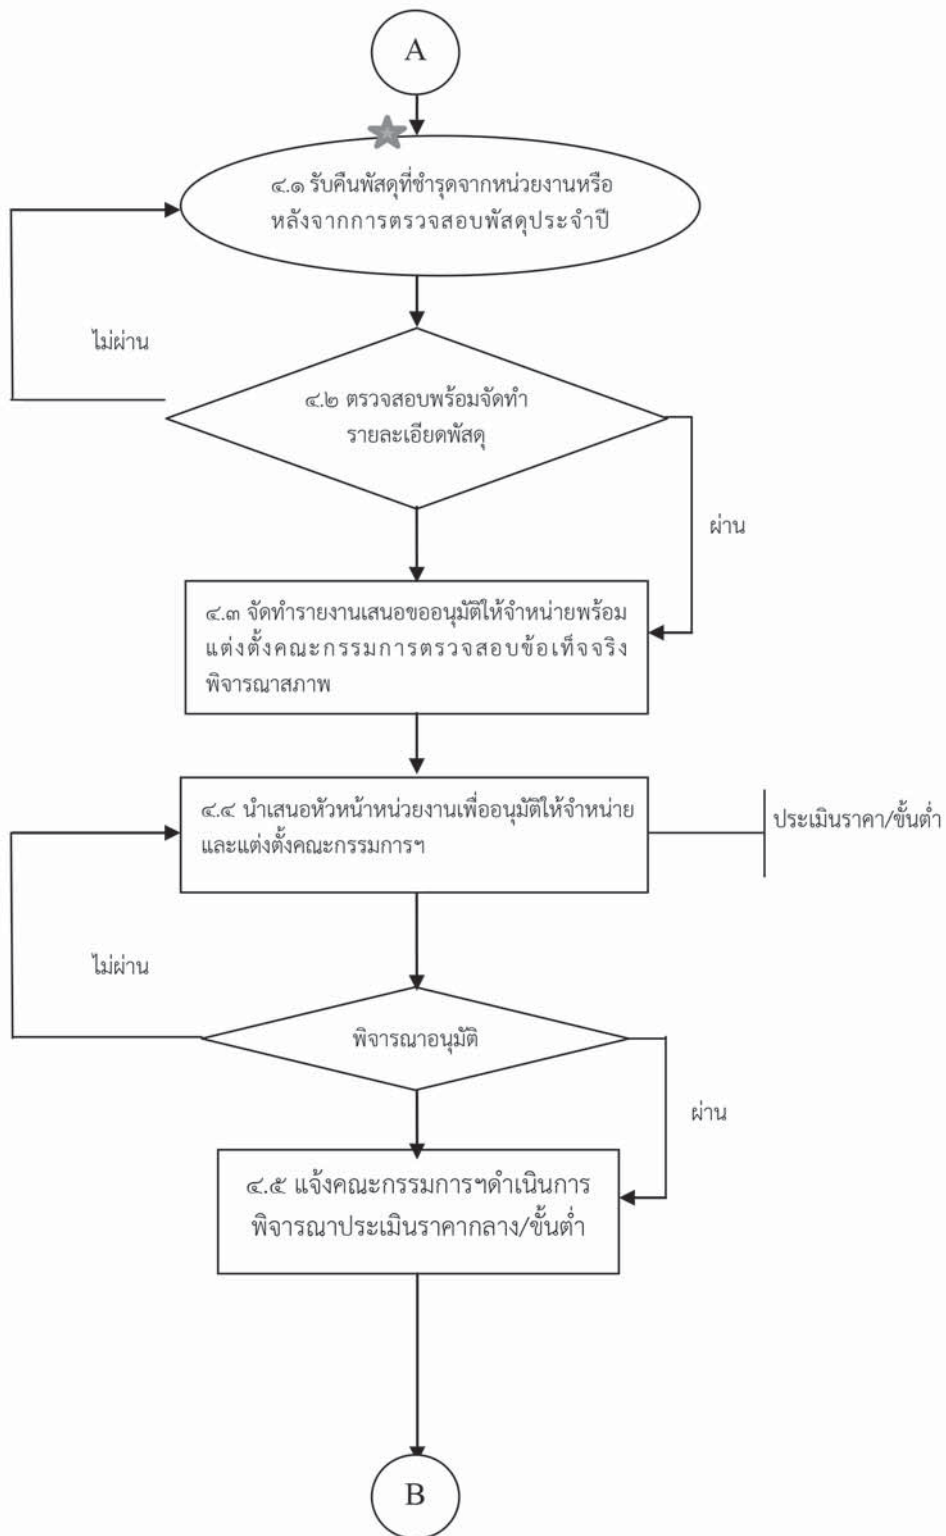 A
๔.๑ รับคืนพัสดุที่ชำรุดจากหน่วยงานหรือ
หลังจากการตรวจสอบพัสดุประจำปี
ไม่ผ่าน
๔.๒ ตรวจสอบพร้อมจัดทำ
รายละเอียดพัสดุ
ผ่าน
๔.๓ จัดทำรายงานเสนอขออนุมัติให้จำหน่ายพร้อม
แต่งตั้งคณะกรรมการตรวจสอบข้อเท็จจริง
พิจารณาสภาพ
๔.๔ นำเสนอหัวหน้าหน่วยงานเพื่ออนุมัติให้จำหน่าย
และแต่งตั้งคณะกรรมการฯ
ประเมินราคา/ขั้นต่ำ
ไม่ผ่าน
พิจารณาอนุมัติ
ผ่าน
๔.๕ แจ้งคณะกรรมการฯดำเนินการ
พิจารณาประเมินราคากลาง/ขั้นต่ำ
B